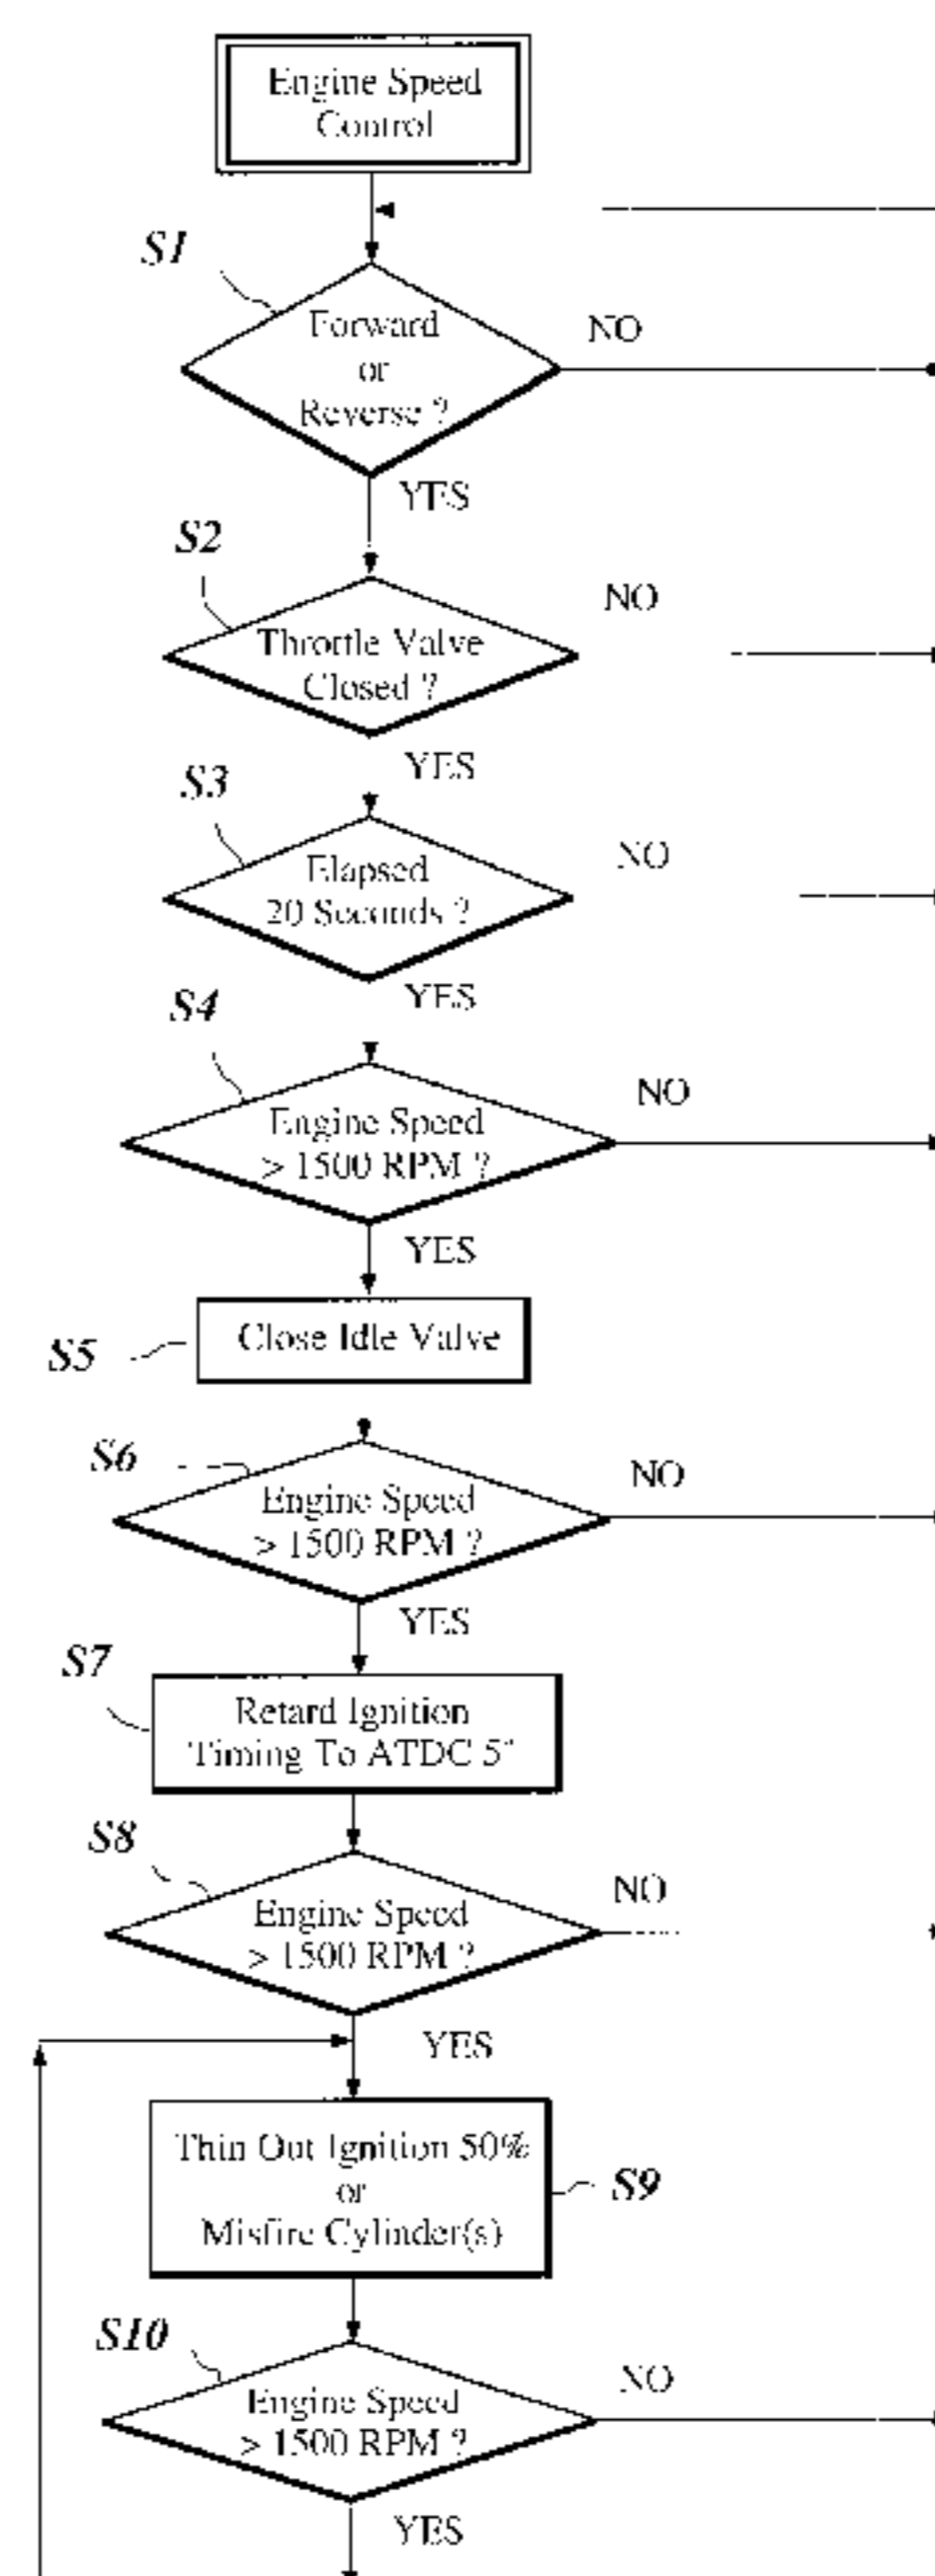 Engine Speed
Control
S1
Forward
or
Reverse ?
NO
YES
S2
Throttle Valve
Closed ?
NO
YES
S3
Elapsed
20 Seconds ?
NO
YES
S4
Engine Speed
> 1500 RPM ?
NO
YES
S5
Close Idle Valve
S6
Engine Speed
> 1500 RPM ?
NO
YES
S7
Retard Ignition
Timing To ATDC 5°
S8
Engine Speed
> 1500 RPM ?
NO
YES
Thin Out Ignition 50%
or
Misfire Cylinder(s)
S9
S10
Engine Speed
> 1500 RPM ?
NO
YES